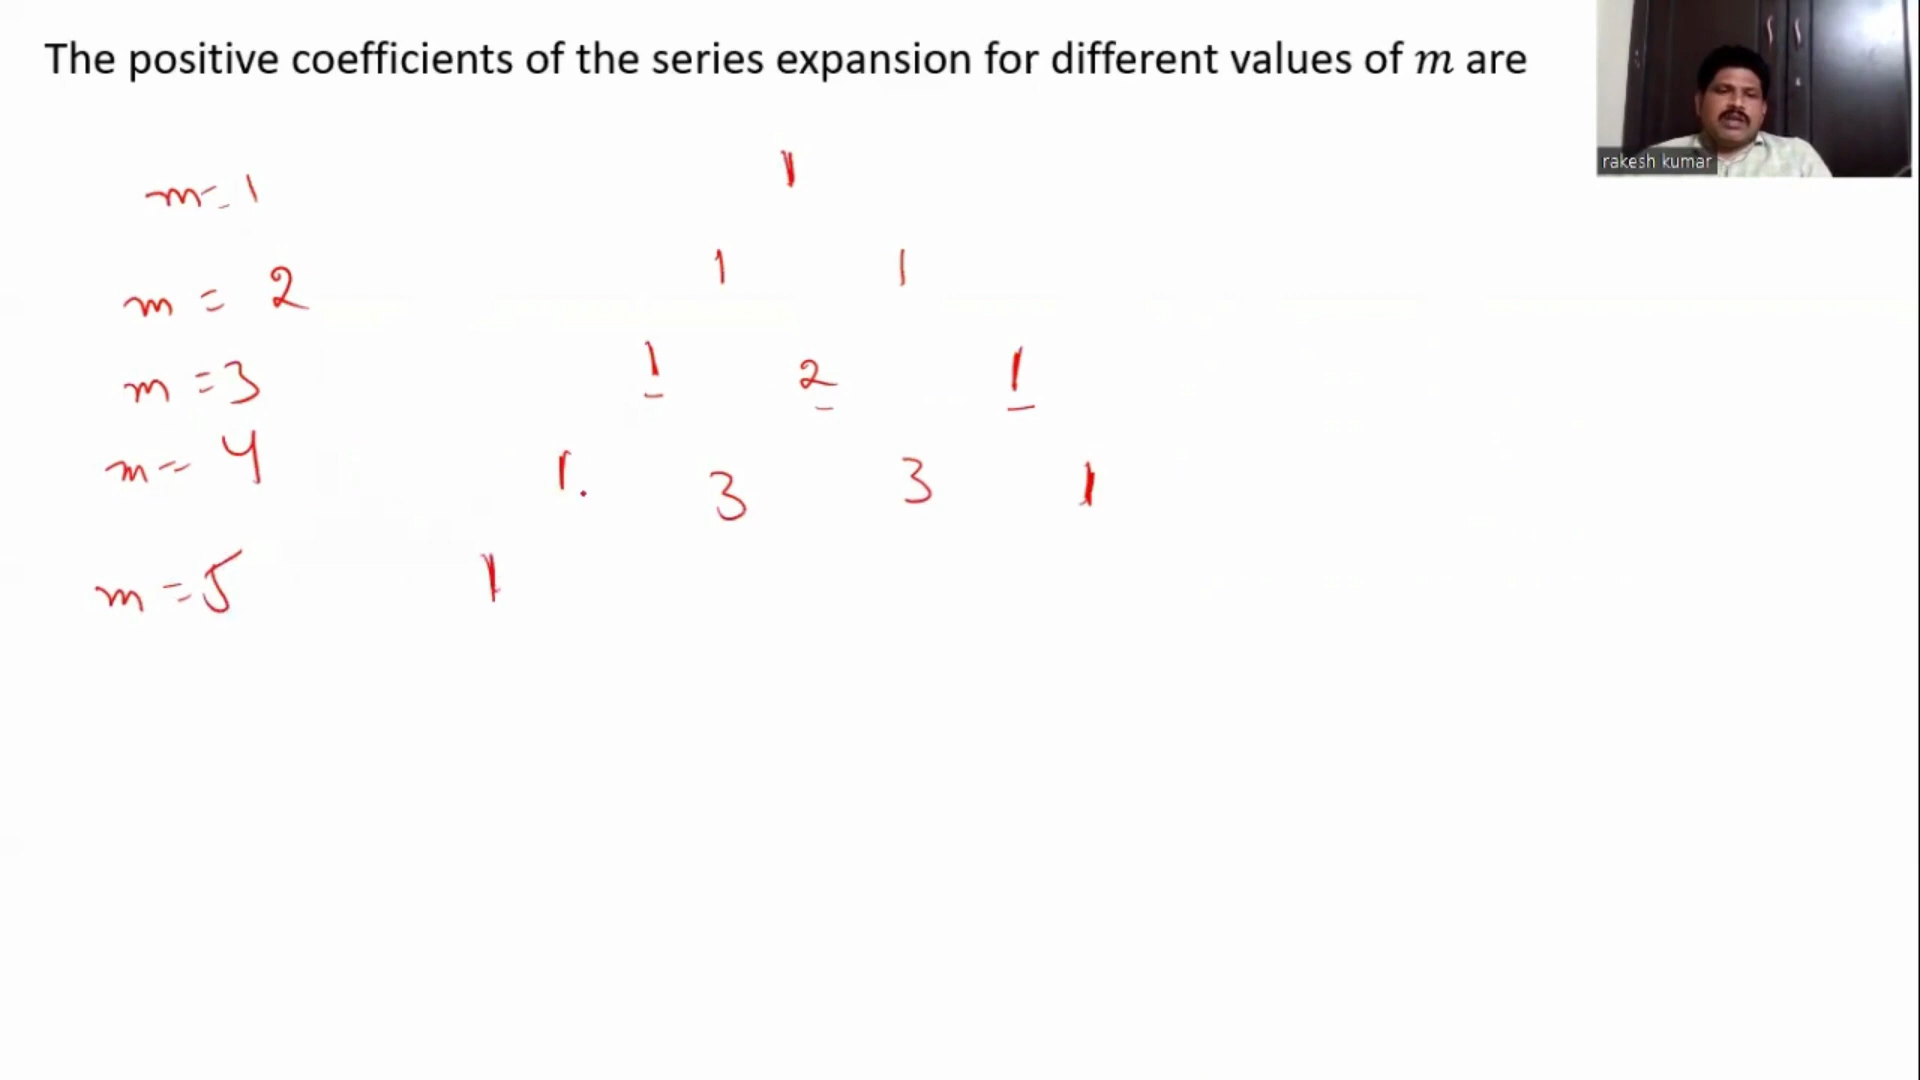 The positive coefficients of the series expansion for different values of m are
rakesh kumar
m=1 1
m = 2 1 1
m =3 1 2 1
m= 4 1. 3 3 1
m =5 1